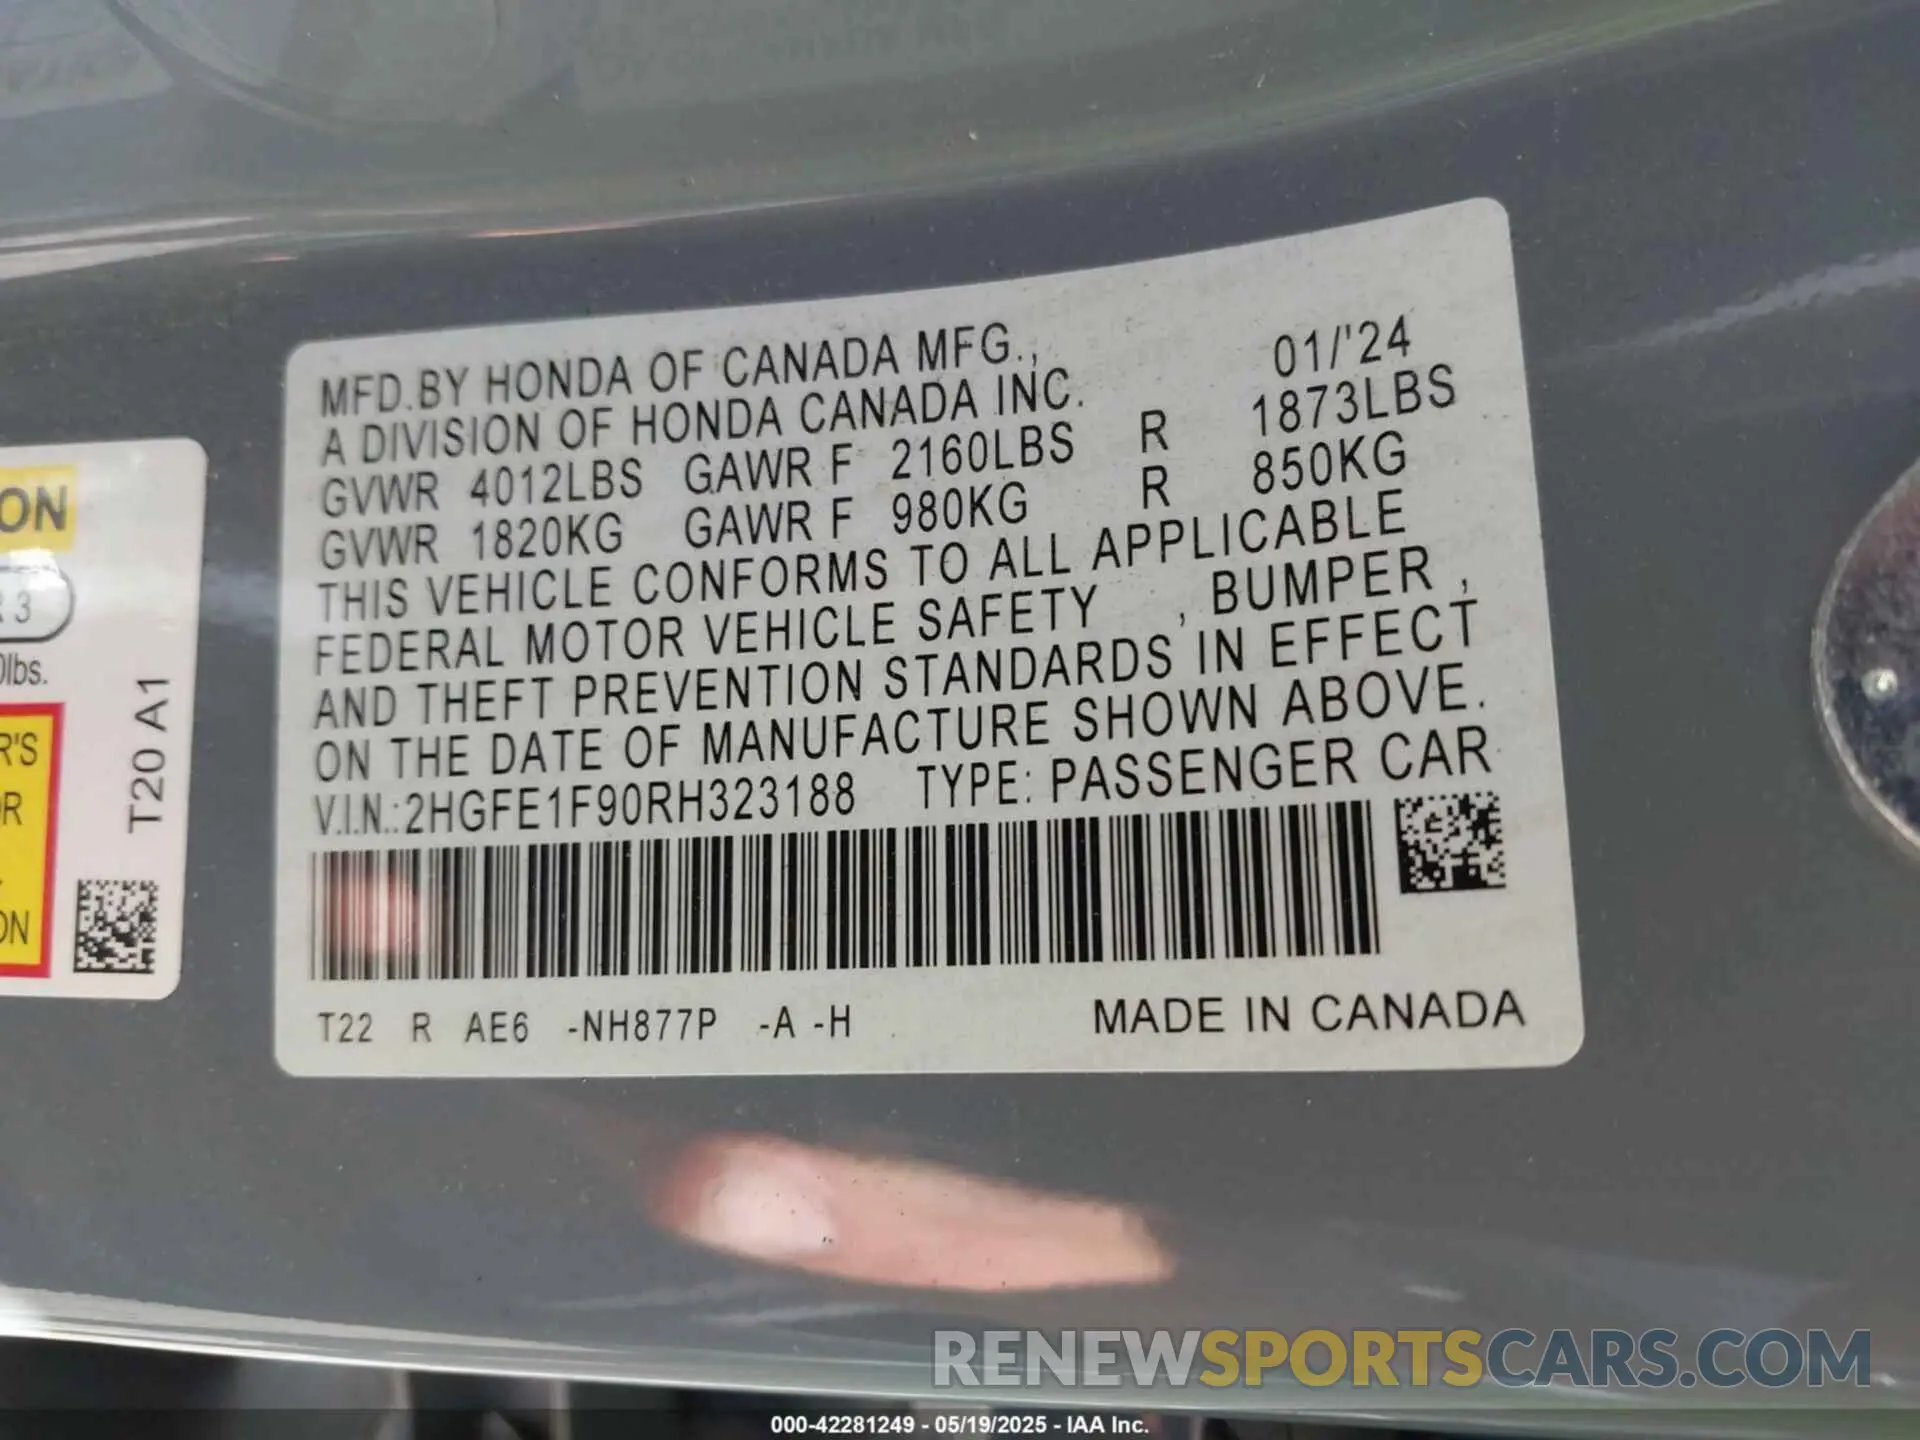 MFD.BY HONDA OF CANADA MFG., 01/'24
A DIVISION OF HONDA CANADA INC.
GVWR 4012LBS GAWR F 2160LBS R 1873LBS
GVWR 1820KG GAWR F 980KG R 850KG
THIS VEHICLE CONFORMS TO ALL APPLICABLE
FEDERAL MOTOR VEHICLE SAFETY , BUMPER ,
AND THEFT PREVENTION STANDARDS IN EFFECT
ON THE DATE OF MANUFACTURE SHOWN ABOVE.
V.I.N.:2HGFE1F90RH323188 TYPE: PASSENGER CAR
T22 R AE6 -NH877P -A -H MADE IN CANADA
ON
R 3
0lbs.
R'S
OR
ON
T20 A1
RENEWSPORTSCARS.COM
000-42281249 - 05/19/2025 - IAA Inc.